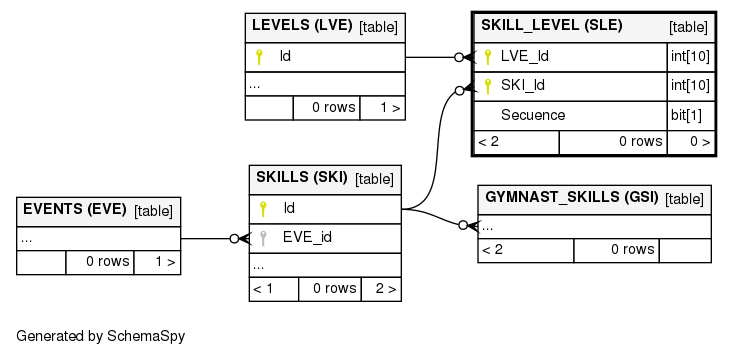 LEVELS (LVE) [table]
Id
...
0 rows 1 >
SKILL_LEVEL (SLE) [table]
LVE_Id int[10]
SKI_Id int[10]
Secuence bit[1]
< 2 0 rows 0 >
SKILLS (SKI) [table]
Id
EVE_id
...
< 1 0 rows 2 >
EVENTS (EVE) [table]
...
0 rows 1 >
GYMNAST_SKILLS (GSI) [table]
...
< 2 0 rows
Generated by SchemaSpy